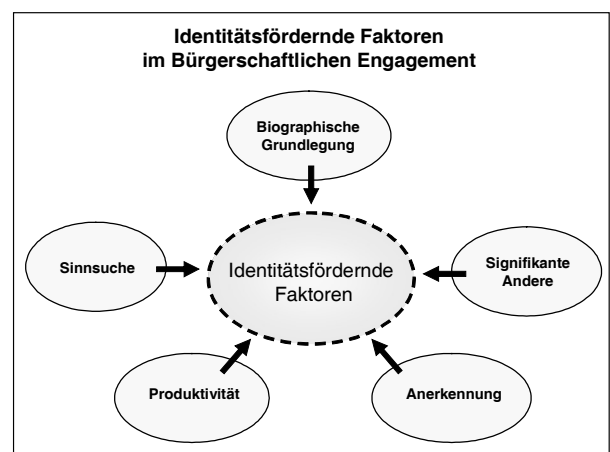 Identitätsfördernde Faktoren
im Bürgerschaftlichen Engagement
Biographische
Grundlegung
Sinnsuche
Identitätsfördernde
Faktoren
Signifikante
Andere
Produktivität
Anerkennung